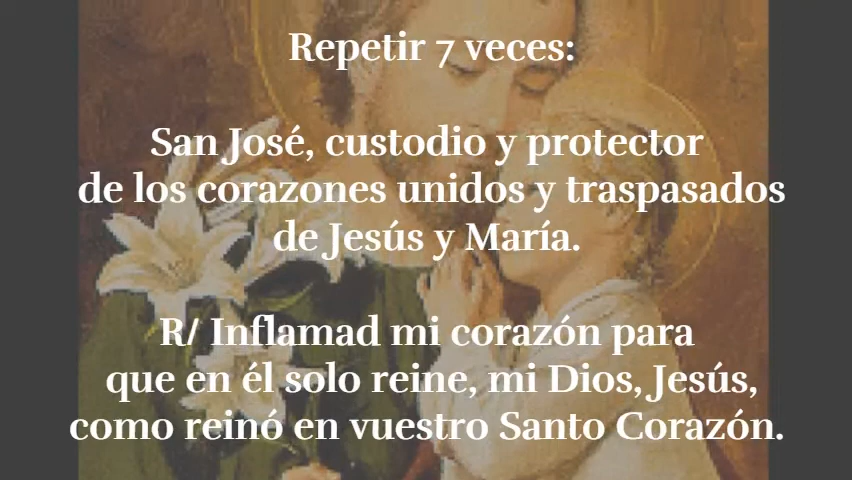 Repetir 7 veces:
San José, custodio y protector
de los corazones unidos y traspasados
de Jesús y María.
R/ Inflamad mi corazón para
que en él solo reine, mi Dios, Jesús,
como reinó en vuestro Santo Corazón.